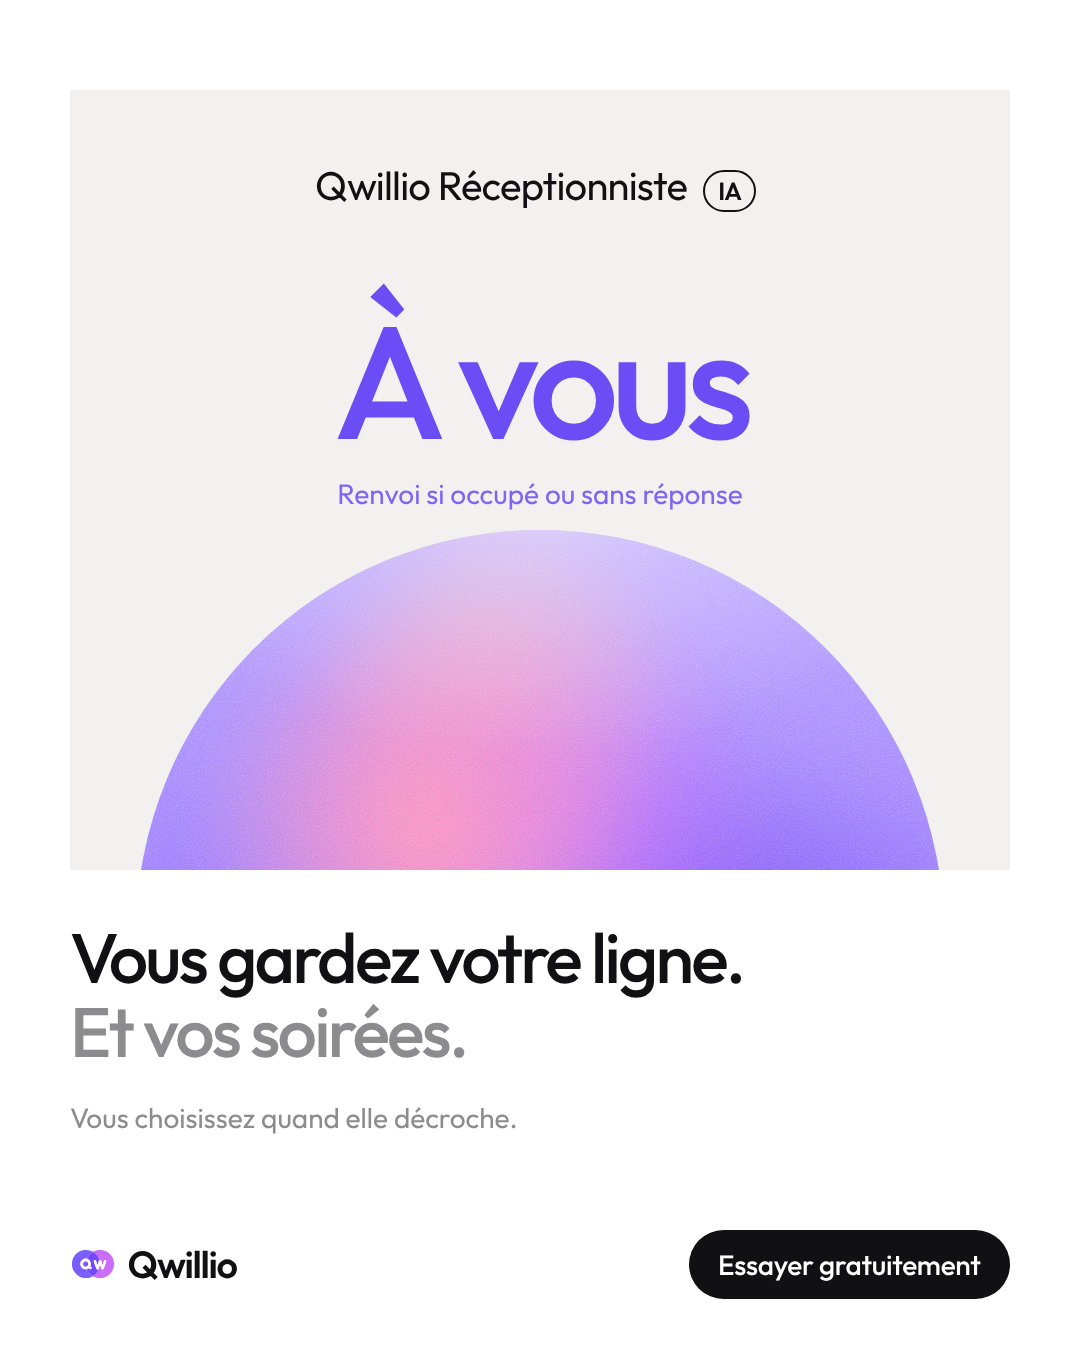 Qwillio Réceptionniste IA
À vous
Renvoi si occupé ou sans réponse
Vous gardez votre ligne.
Et vos soirées.
Vous choisissez quand elle décroche.
QW Qwillio
Essayer gratuitement